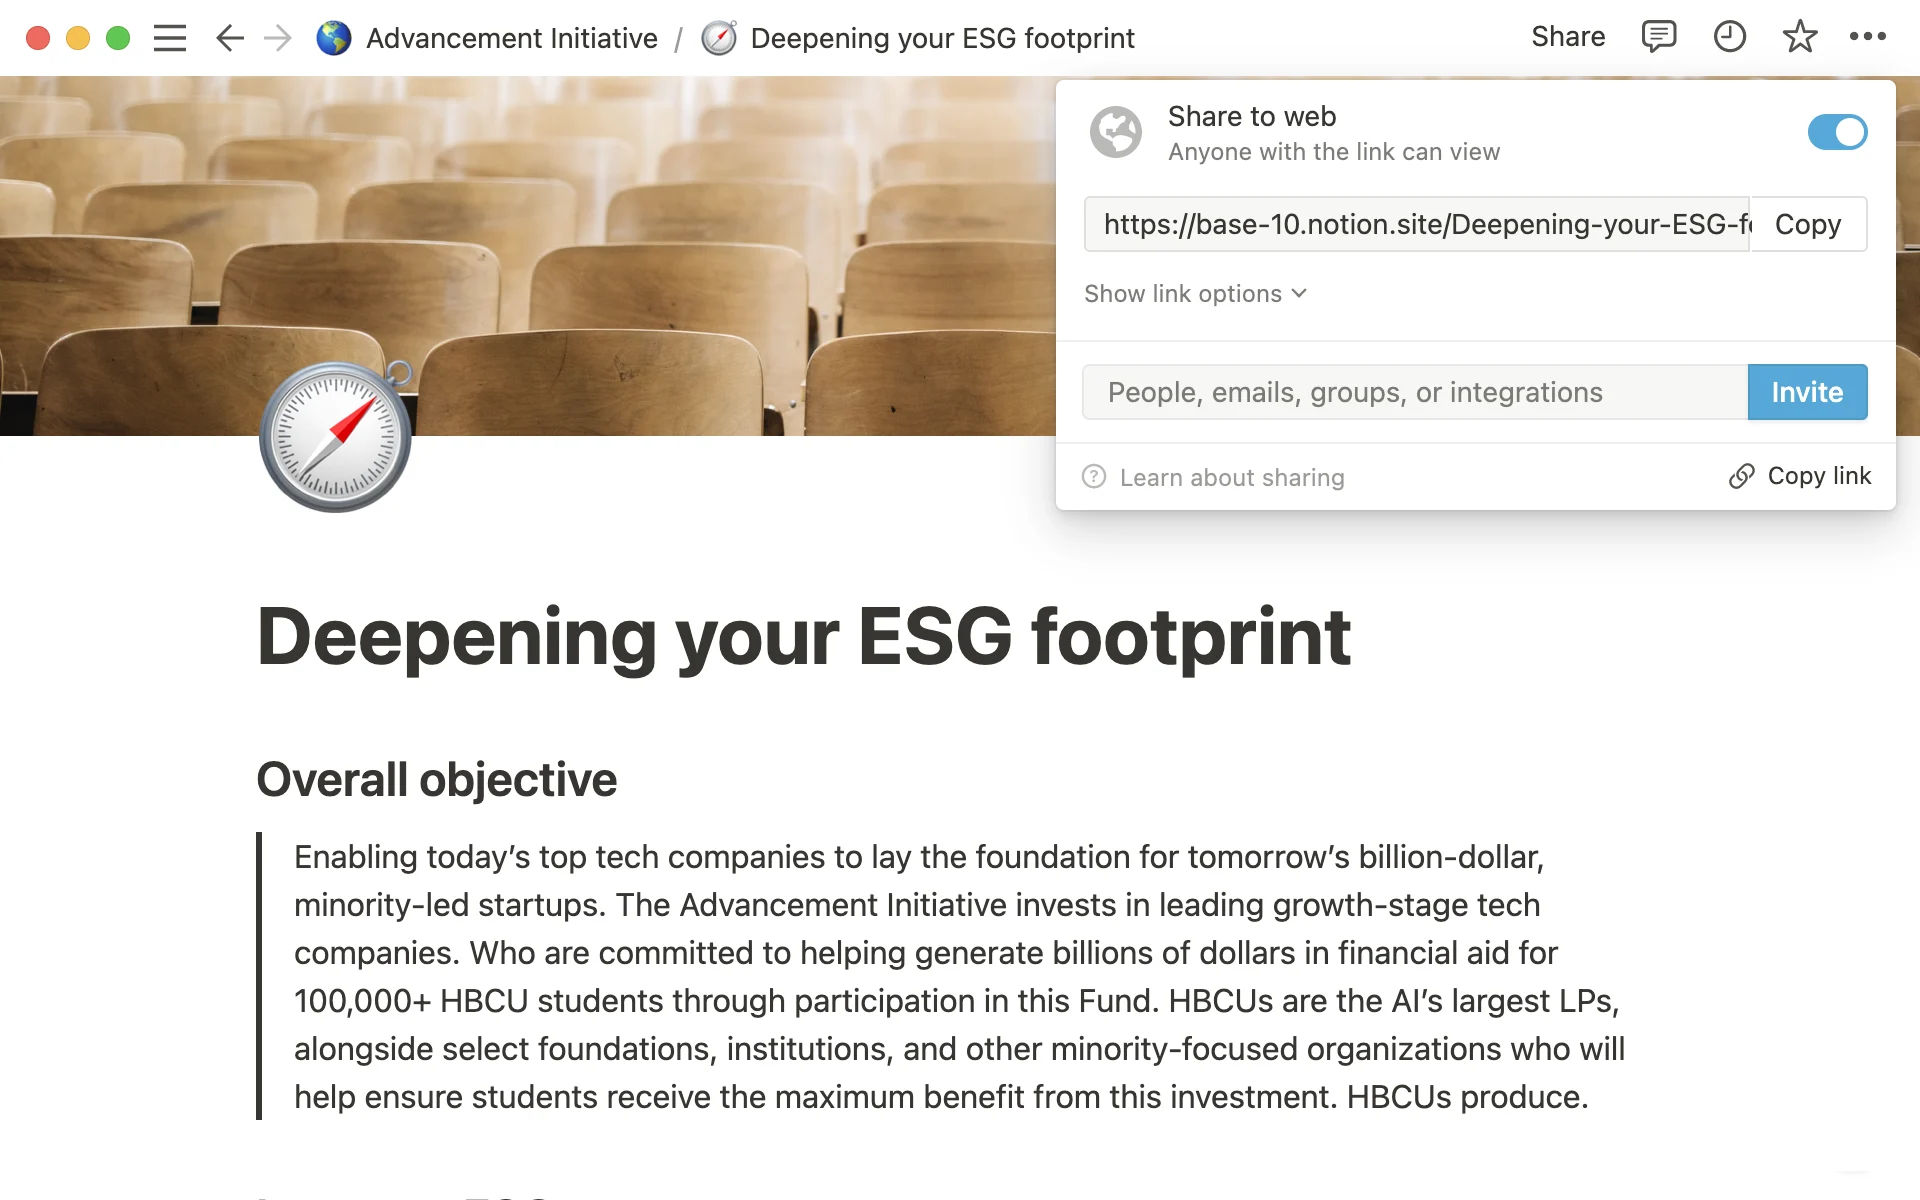 Advancement Initiative / Deepening your ESG footprint
Share
Share to web
Anyone with the link can view
https://base-10.notion.site/Deepening-your-ESG-fo
Copy
Show link options
People, emails, groups, or integrations
Invite
Learn about sharing
Copy link
Deepening your ESG footprint
Overall objective
Enabling today’s top tech companies to lay the foundation for tomorrow’s billion-dollar,
minority-led startups. The Advancement Initiative invests in leading growth-stage tech
companies. Who are committed to helping generate billions of dollars in financial aid for
100,000+ HBCU students through participation in this Fund. HBCUs are the AI’s largest LPs,
alongside select foundations, institutions, and other minority-focused organizations who will
help ensure students receive the maximum benefit from this investment. HBCUs produce.